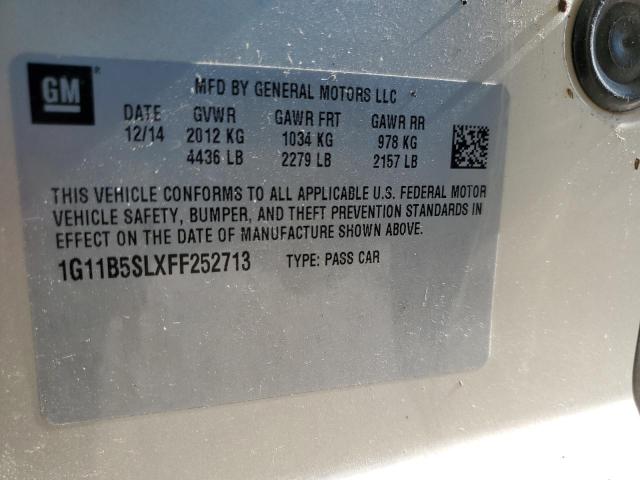 GM®
MFD BY GENERAL MOTORS LLC
DATE GVWR GAWR FRT GAWR RR
12/14 2012 KG 1034 KG 978 KG
4436 LB 2279 LB 2157 LB
THIS VEHICLE CONFORMS TO ALL APPLICABLE U.S. FEDERAL MOTOR
VEHICLE SAFETY, BUMPER, AND THEFT PREVENTION STANDARDS IN
EFFECT ON THE DATE OF MANUFACTURE SHOWN ABOVE.
1G11B5SLXFF252713 TYPE: PASS CAR